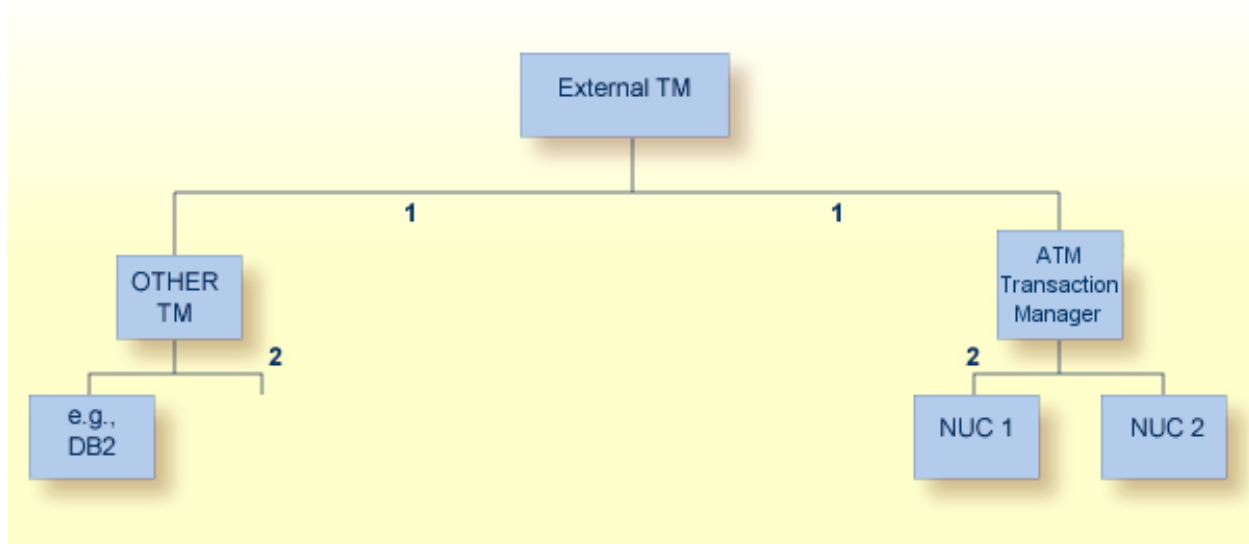 External TM
1
1
OTHER
TM
ATM
Transaction
Manager
2
2
e.g.,
DB2
NUC 1
NUC 2